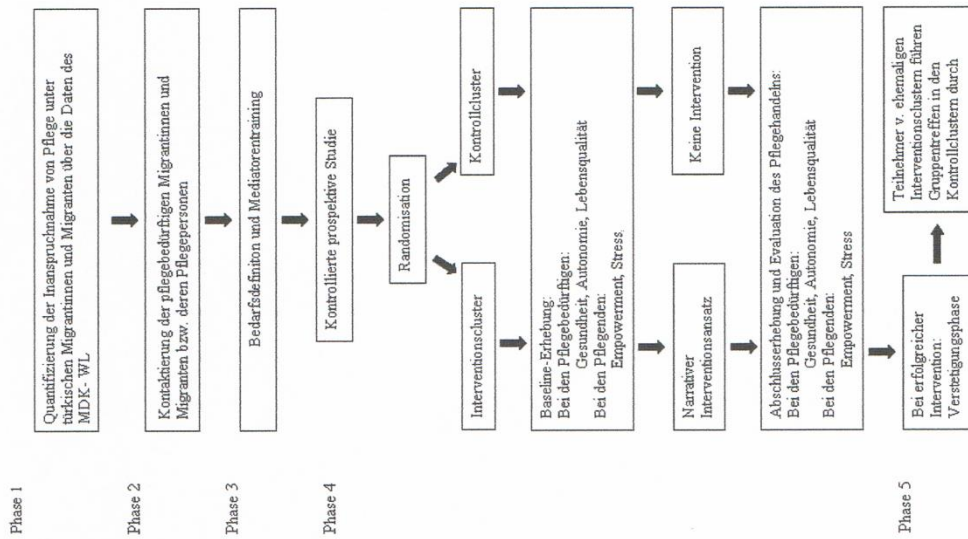 Phase 1
Quantifizierung der Inanspruchnahme von Pflege unter
türkischen Migrantinnen und Migranten über die Daten des
MDK- WL
Phase 2
Kontaktierung der pflegebedürftigen Migrantinnen und
Migranten bzw. deren Pflegepersonen
Phase 3
Bedarfsdefiniton und Mediatorentraining
Phase 4
Kontrollierte prospektive Studie
Randomisation
Interventionscluster
Kontrollcluster
Baseline-Erhebung:
Bei den Pflegebedürftigen:
Gesundheit, Autonomie, Lebensqualität
Bei den Pflegenden:
Empowerment, Stress,
Narrativer
Interventionsansatz
Keine Intervention
Abschlusserhebung und Evaluation des Pflegehandelns:
Bei den Pflegebedürftigen:
Gesundheit, Autonomie, Lebensqualität
Bei den Pflegenden:
Empowerment, Stress
Phase 5
Bei erfolgreicher
Intervention:
Verstetigungsphase
Teilnehmer v. ehemaligen
Interventionsclustern führen
Gruppentreffen in den
Kontrollclustern durch